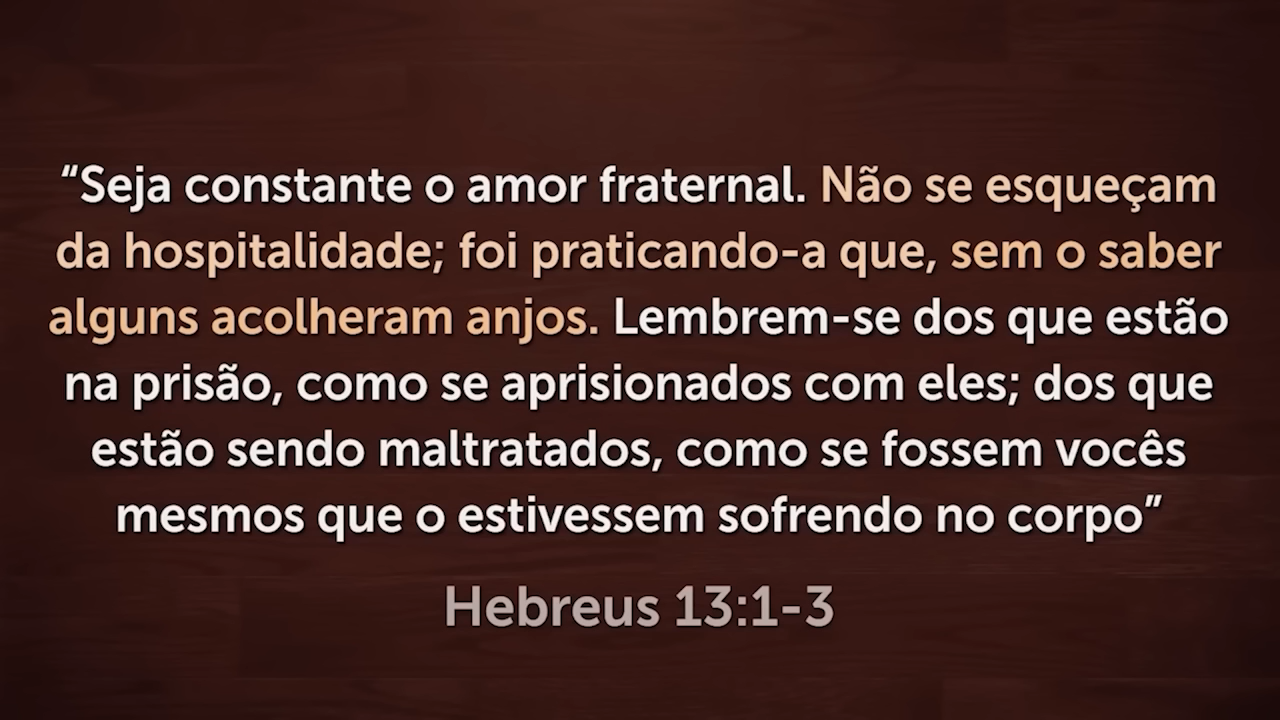 “Seja constante o amor fraternal. Não se esqueçam
da hospitalidade; foi praticando-a que, sem o saber
alguns acolheram anjos. Lembrem-se dos que estão
na prisão, como se aprisionados com eles; dos que
estão sendo maltratados, como se fossem vocês
mesmos que o estivessem sofrendo no corpo”
Hebreus 13:1-3